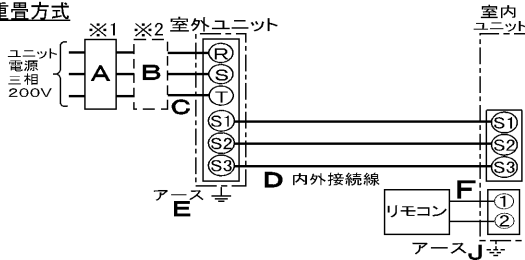 重畳方式
※1
※2
室外ユニット
室内
ユニット
ユニット
電源
三相
200V
A
B
C
R
S
T
S1
S2
S3
S1
S2
S3
D 内外接続線
アース
E
リモコン
F
1
2
アース J